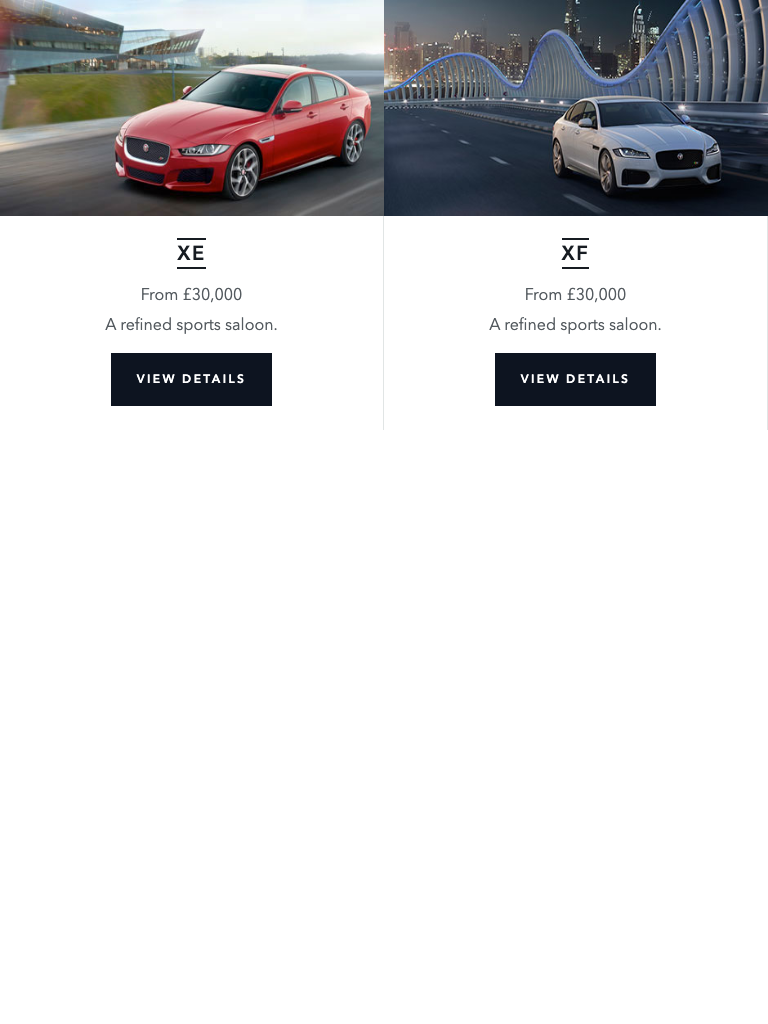 XE
From £30,000
A refined sports saloon.
VIEW DETAILS
XF
From £30,000
A refined sports saloon.
VIEW DETAILS